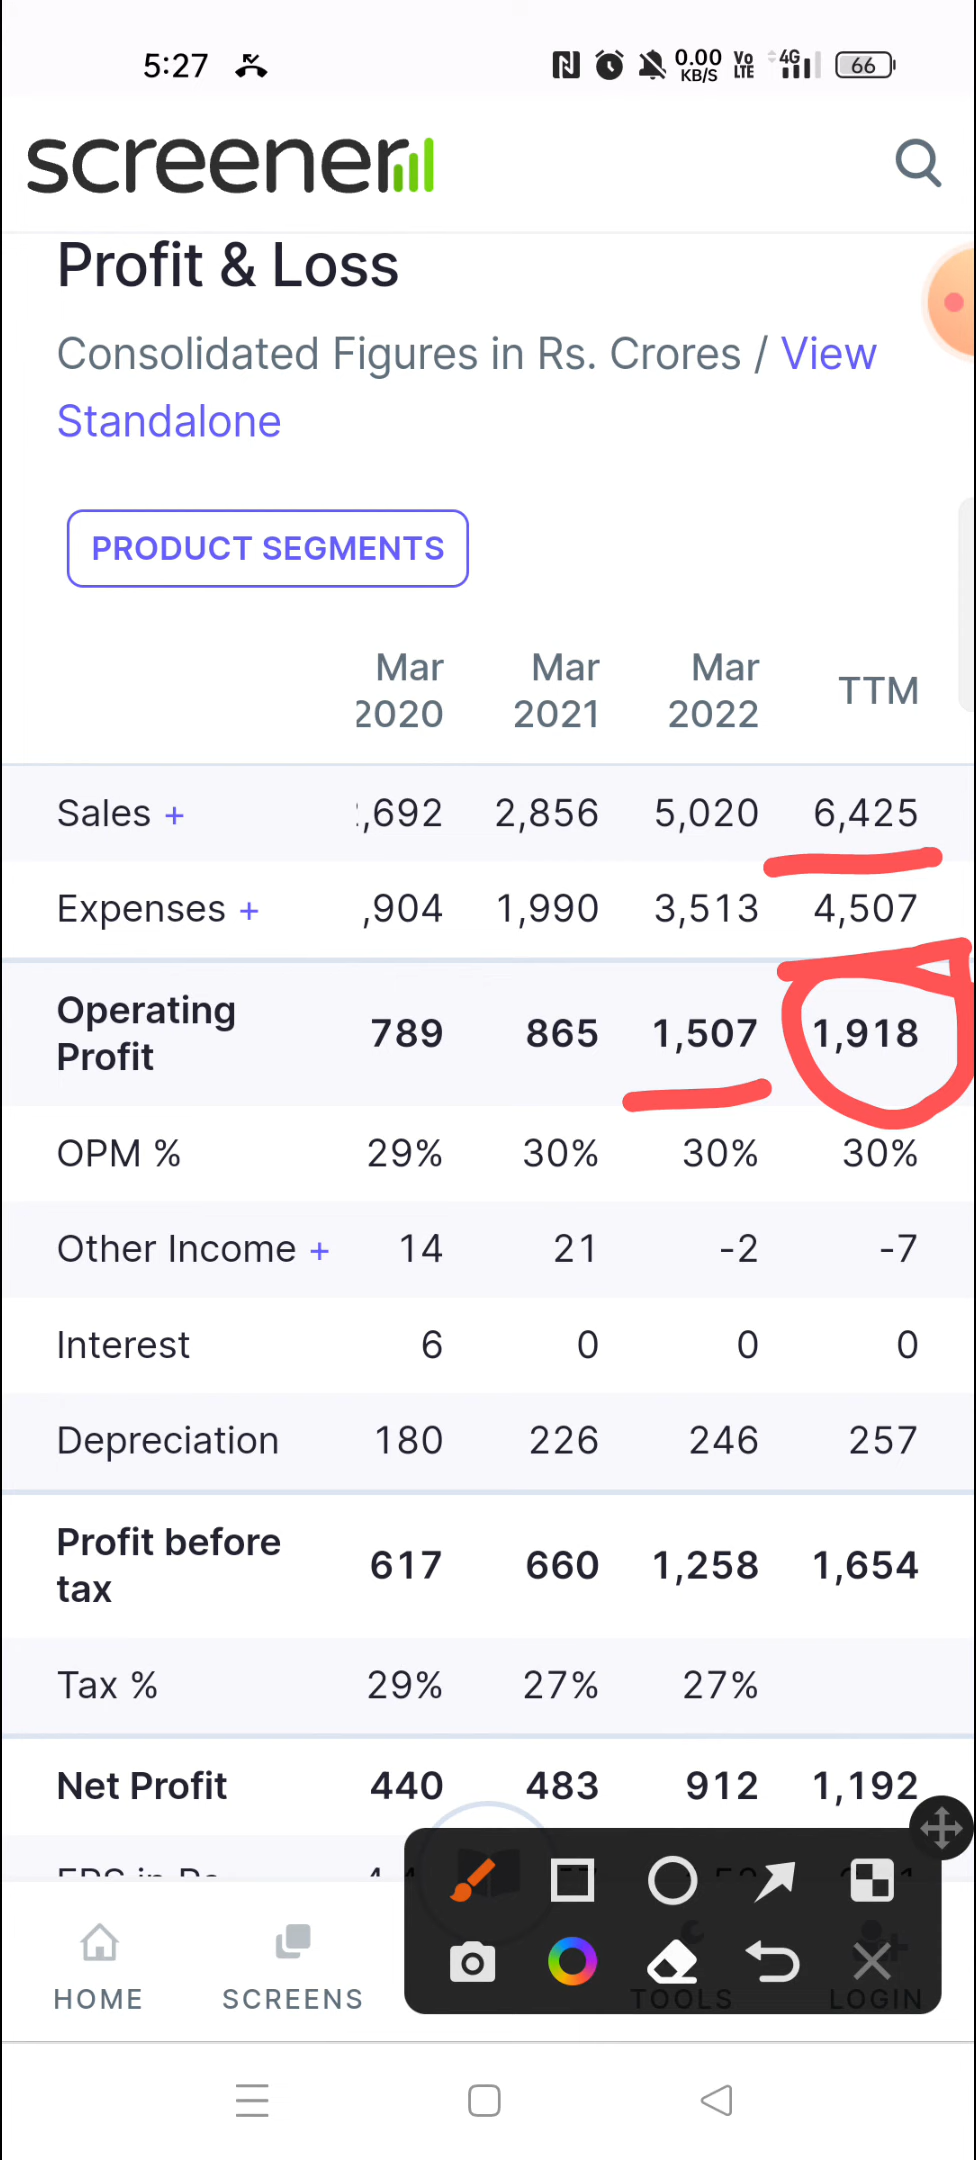 5:27 0.00 KB/S Vo LTE 4G 66
screener
Profit & Loss
Consolidated Figures in Rs. Crores / View
Standalone
PRODUCT SEGMENTS
Mar 2020 Mar 2021 Mar 2022 TTM
Sales + ,692 2,856 5,020 6,425
Expenses + ,904 1,990 3,513 4,507
Operating Profit 789 865 1,507 1,918
OPM % 29% 30% 30% 30%
Other Income + 14 21 -2 -7
Interest 6 0 0 0
Depreciation 180 226 246 257
Profit before tax 617 660 1,258 1,654
Tax % 29% 27% 27%
Net Profit 440 483 912 1,192
HOME SCREENS TOOLS LOGIN